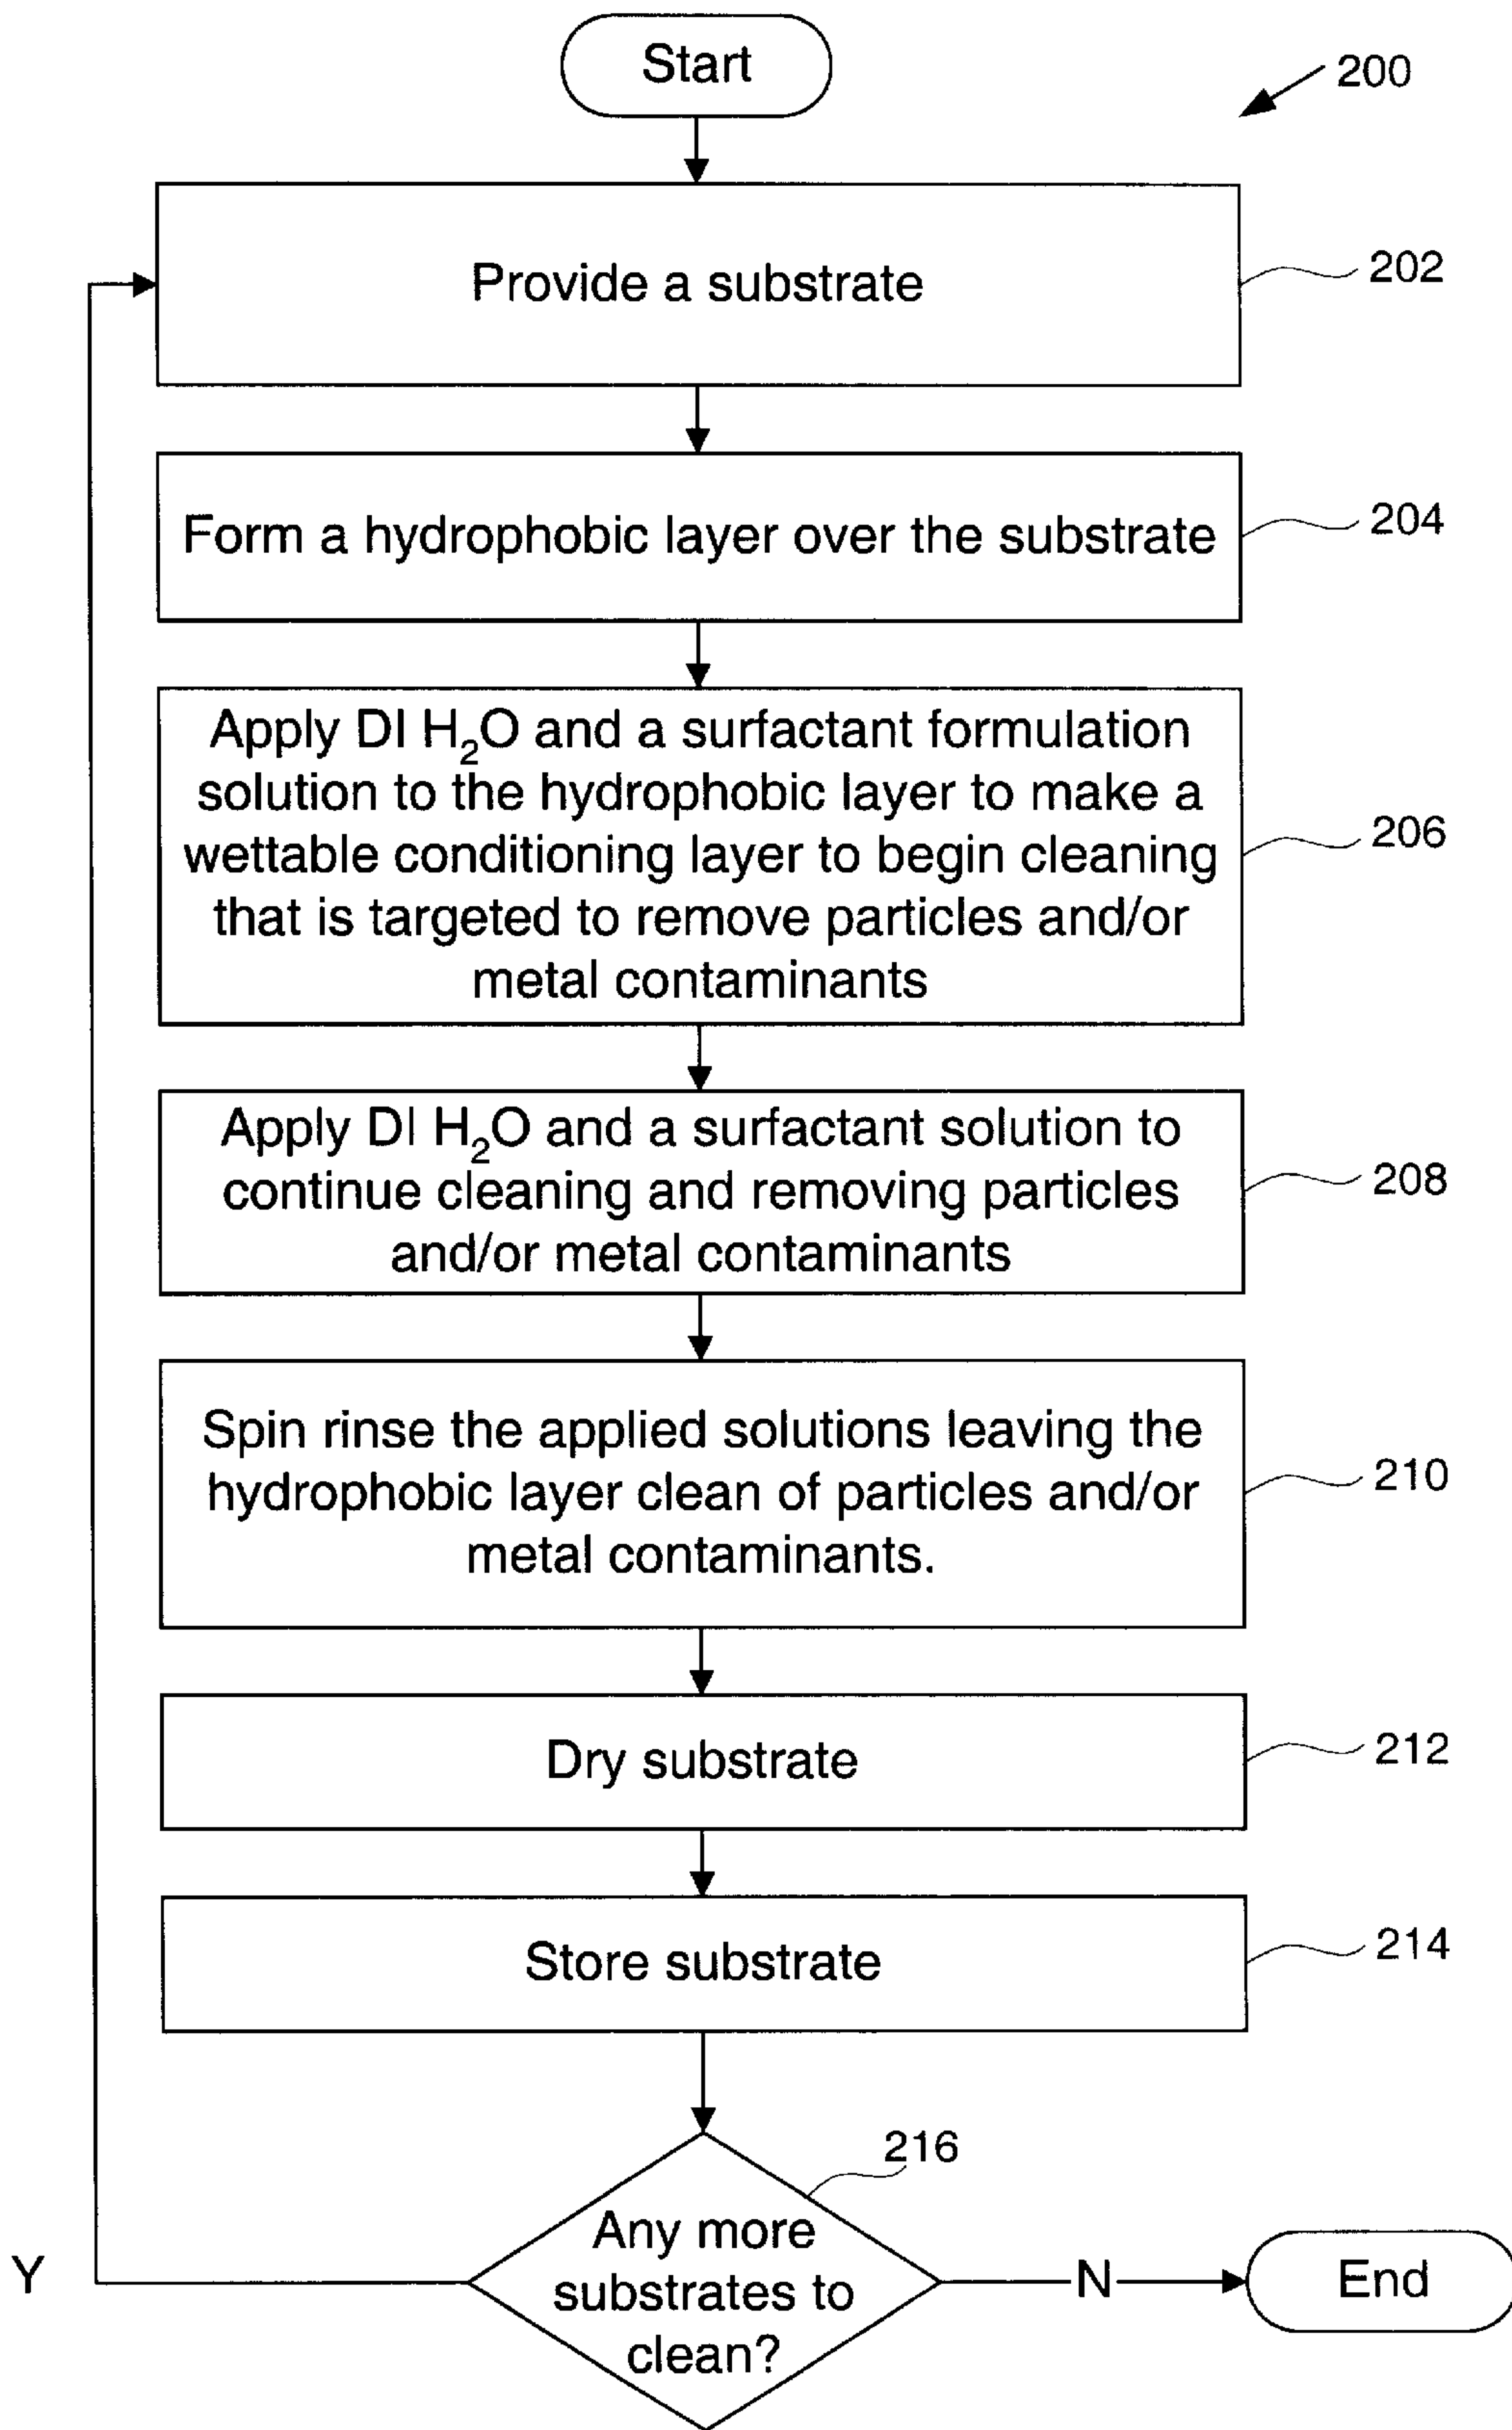 Start
200
Provide a substrate
202
Form a hydrophobic layer over the substrate
204
Apply DI H₂O and a surfactant formulation
solution to the hydrophobic layer to make a
wettable conditioning layer to begin cleaning
that is targeted to remove particles and/or
metal contaminants
206
Apply DI H₂O and a surfactant solution to
continue cleaning and removing particles
and/or metal contaminants
208
Spin rinse the applied solutions leaving the
hydrophobic layer clean of particles and/or
metal contaminants.
210
Dry substrate
212
Store substrate
214
216
Any more
substrates to
clean?
Y
N
End